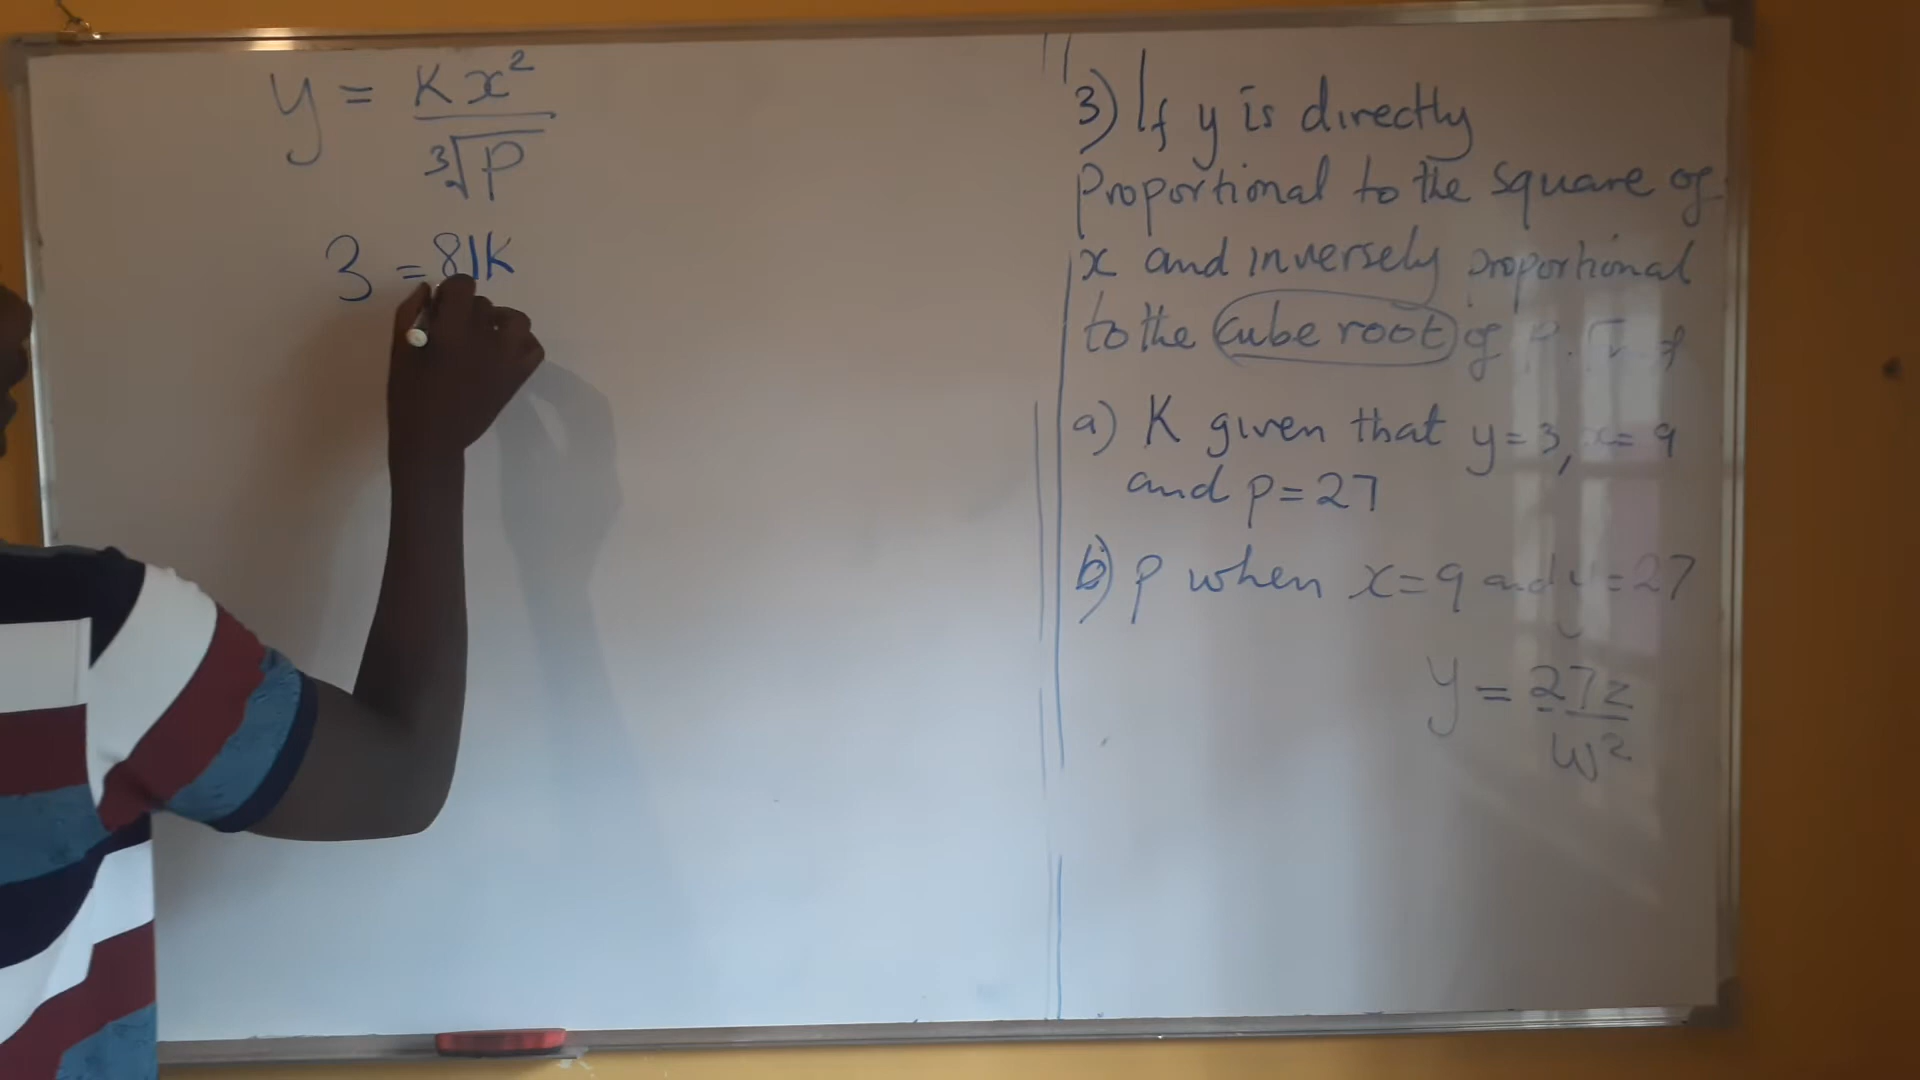 y = Kx²
∛P
3 = 81K
3) If y is directly
Proportional to the square of
x and inversely proportional
to the cube root of P.
a) K given that y=3, x=9
and p=27
b) p when x=9 and y=27
y = 27z
w²